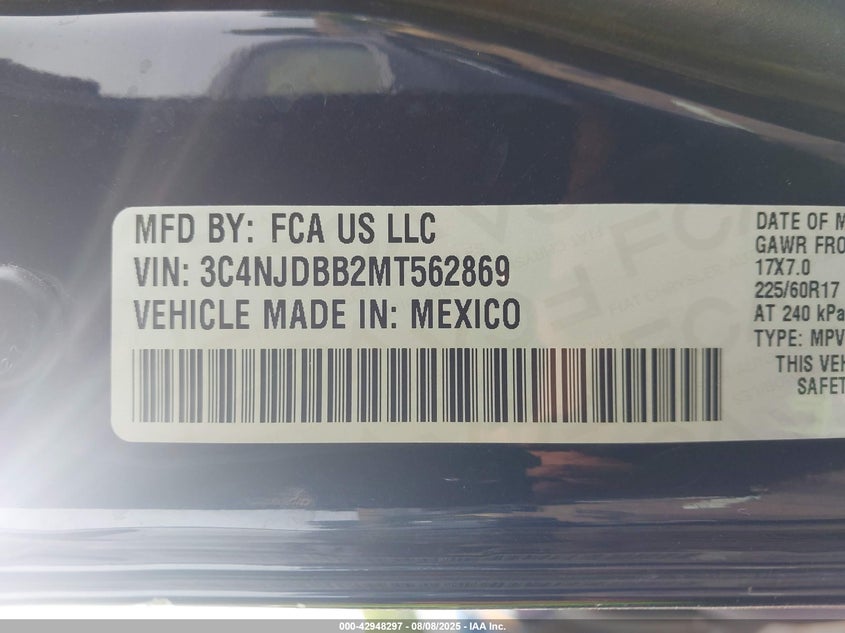 MFD BY: FCA US LLC
VIN: 3C4NJDBB2MT562869
VEHICLE MADE IN: MEXICO
DATE OF M
GAWR FRO
17X7.0
225/60R17
AT 240 kPa
TYPE: MPV
THIS VEH
SAFET
000-42948297 - 08/08/2025 - IAA Inc.